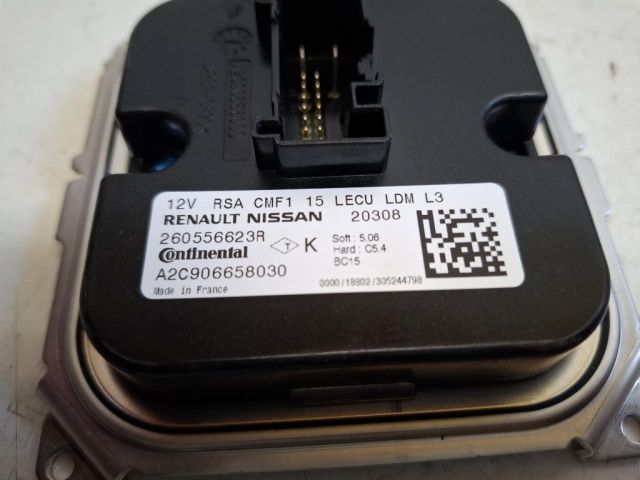 12V RSA CMF1 15 LECU LDM L3
RENAULT NISSAN 20308
260556623R
T K
Soft : 5.06
Hard : C5.4
BC15
Continental
A2C906658030
Made in France
0000/18802/305244798